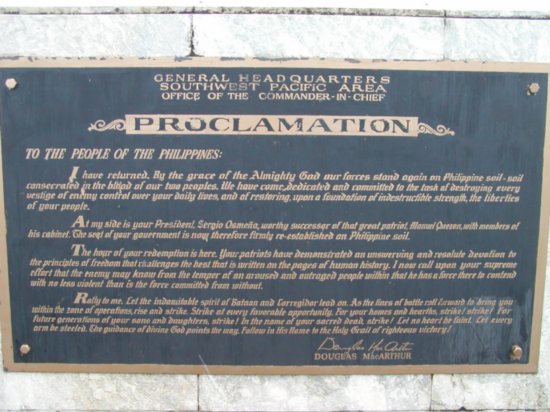 GENERAL HEADQUARTERS
SOUTHWEST PACIFIC AREA
OFFICE OF THE COMMANDER-IN-CHIEF
PROCLAMATION
TO THE PEOPLE OF THE PHILIPPINES:
I have returned. By the grace of the Almighty God our forces stand again on Philippine soil-soil
consecrated in the blood of our two peoples. We have come, dedicated and committed to the task of destroying every
vestige of enemy control over your daily lives, and of restoring, upon a foundation of indestructible strength, the liberties
of your people.
At my side is your President, Sergio Osmeña, worthy successor of that great patriot, Manuel Quezon, with members of
his cabinet. The seat of your government is now therefore firmly re-established on Philippine soil.
The hour of your redemption is here. Your patriots have demonstrated an unswerving and resolute devotion to
the principles of freedom that challenges the best that is written on the pages of human history. I now call upon your supreme
effort that the enemy may know from the temper of an aroused and outraged people within that he has a force there to contend
with no less violent than is the force committed from without.
Rally to me. Let the indomitable spirit of Bataan and Corregidor lead on. As the lines of battle roll forward to bring you
within the zone of operations, rise and strike. Strike at every favorable opportunity. For your homes and hearths, strike! strike! For
future generations of your sons and daughters, strike! In the name of your sacred dead, strike! Let no heart be faint. Let every
arm be steeled. The guidance of divine God points the way. Follow in His Name to the Holy Grail of righteous victory!
Douglas MacArthur
DOUGLAS MacARTHUR